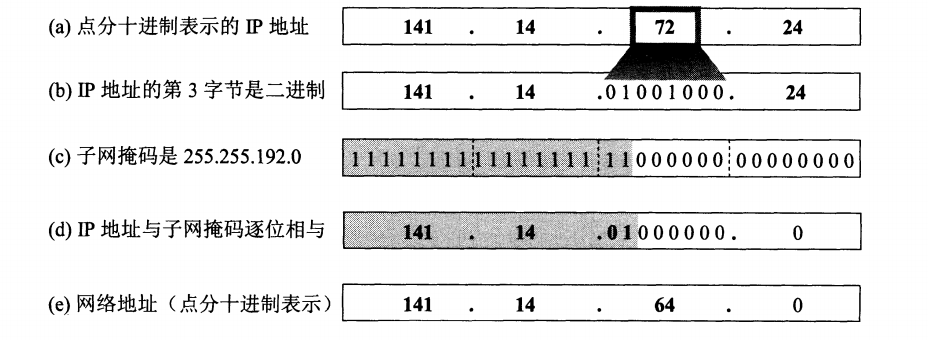 (a) 点分十进制表示的 IP 地址 141 . 14 . 72 . 24
(b) IP 地址的第 3 字节是二进制 141 . 14 .01001000. 24
(c) 子网掩码是 255.255.192.0 11111111 11111111 11000000 00000000
(d) IP 地址与子网掩码逐位相与 141 . 14 .01000000. 0
(e) 网络地址（点分十进制表示） 141 . 14 . 64 . 0